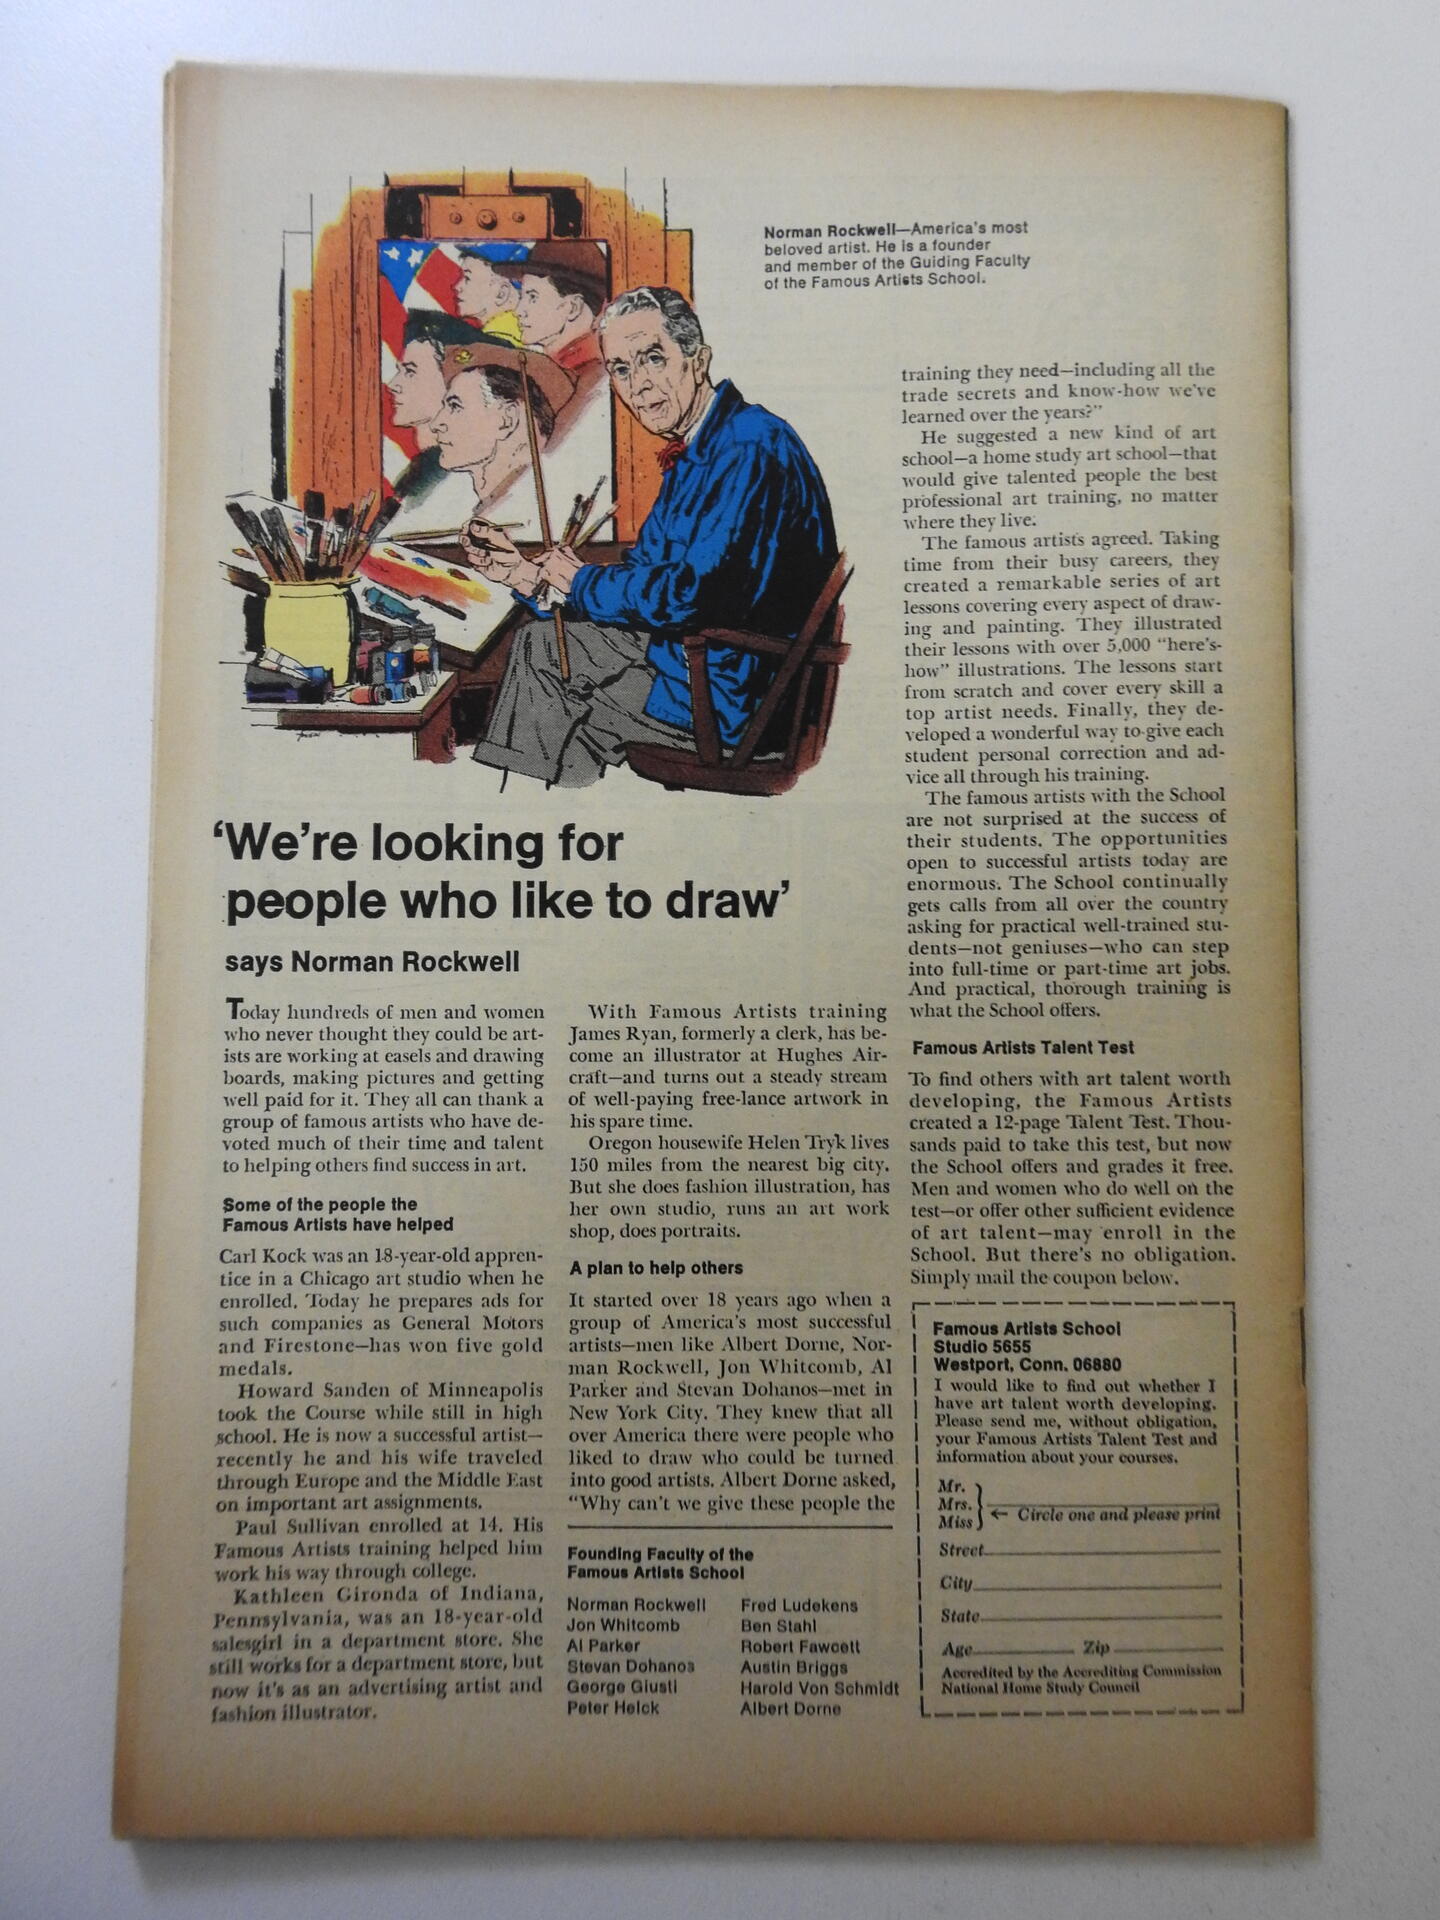 Norman Rockwell—America's most
beloved artist. He is a founder
and member of the Guiding Faculty
of the Famous Artists School.
'We're looking for
people who like to draw'
says Norman Rockwell
Today hundreds of men and women
who never thought they could be art-
ists are working at easels and drawing
boards, making pictures and getting
well paid for it. They all can thank a
group of famous artists who have de-
voted much of their time and talent
to helping others find success in art.
Some of the people the
Famous Artists have helped
Carl Kock was an 18-year-old appren-
tice in a Chicago art studio when he
enrolled. Today he prepares ads for
such companies as General Motors
and Firestone—has won five gold
medals.
Howard Sanden of Minneapolis
took the Course while still in high
school. He is now a successful artist—
recently he and his wife traveled
through Europe and the Middle East
on important art assignments.
Paul Sullivan enrolled at 14. His
Famous Artists training helped him
work his way through college.
Kathleen Gironda of Indiana,
Pennsylvania, was an 18-year-old
salesgirl in a department store. She
still works for a department store, but
now it's as an advertising artist and
fashion illustrator.
With Famous Artists training
James Ryan, formerly a clerk, has be-
come an illustrator at Hughes Air-
craft—and turns out a steady stream
of well-paying free-lance artwork in
his spare time.
Oregon housewife Helen Tryk lives
150 miles from the nearest big city.
But she does fashion illustration, has
her own studio, runs an art work
shop, does portraits.
A plan to help others
It started over 18 years ago when a
group of America's most successful
artists—men like Albert Dorne, Nor-
man Rockwell, Jon Whitcomb, Al
Parker and Stevan Dohanos—met in
New York City. They knew that all
over America there were people who
liked to draw who could be turned
into good artists. Albert Dorne asked,
"Why can't we give these people the
Founding Faculty of the
Famous Artists School
Norman Rockwell
Jon Whitcomb
Al Parker
Stevan Dohanos
George Giusti
Peter Helck
Fred Ludekens
Ben Stahl
Robert Fawcett
Austin Briggs
Harold Von Schmidt
Albert Dorne
training they need—including all the
trade secrets and know-how we've
learned over the years?"
He suggested a new kind of art
school—a home study art school—that
would give talented people the best
professional art training, no matter
where they live.
The famous artists agreed. Taking
time from their busy careers, they
created a remarkable series of art
lessons covering every aspect of draw-
ing and painting. They illustrated
their lessons with over 5,000 "here's-
how" illustrations. The lessons start
from scratch and cover every skill a
top artist needs. Finally, they de-
veloped a wonderful way to give each
student personal correction and ad-
vice all through his training.
The famous artists with the School
are not surprised at the success of
their students. The opportunities
open to successful artists today are
enormous. The School continually
gets calls from all over the country
asking for practical well-trained stu-
dents—not geniuses—who can step
into full-time or part-time art jobs.
And practical, thorough training is
what the School offers.
Famous Artists Talent Test
To find others with art talent worth
developing, the Famous Artists
created a 12-page Talent Test. Thou-
sands paid to take this test, but now
the School offers and grades it free.
Men and women who do well on the
test—or offer other sufficient evidence
of art talent—may enroll in the
School. But there's no obligation.
Simply mail the coupon below.
Famous Artists School
Studio 5655
Westport, Conn. 06880
I would like to find out whether I
have art talent worth developing.
Please send me, without obligation,
your Famous Artists Talent Test and
information about your courses.
Mr.
Mrs.
Miss
← Circle one and please print
Street
City
State
Age Zip
Accredited by the Accrediting Commission
National Home Study Council